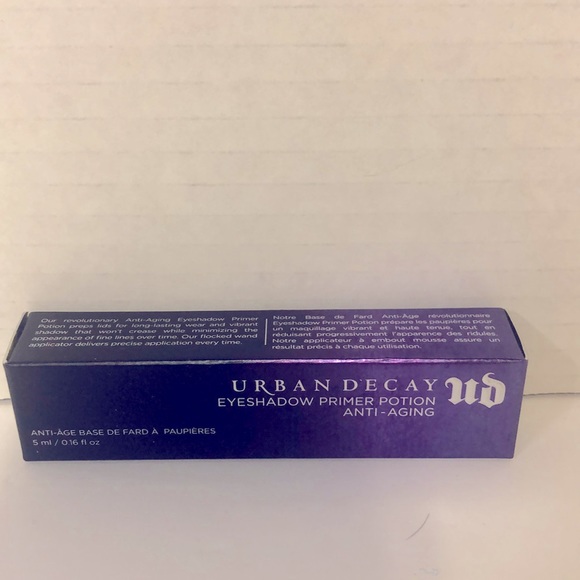 Our revolutionary Anti-Aging Eyeshadow Primer
Potion preps lids for long-lasting wear and vibrant
shadow that won't crease while minimizing the
appearance of fine lines over time. Our flocked wand
applicator delivers precise application every time.
Notre Base de Fard Anti-Âge révolutionnaire
Eyeshadow Primer Potion prépare les paupières pour
un maquillage vibrant et haute tenue, tout en
réduisant progressivement l'apparence des ridules.
Notre applicateur à embout mousse assure un
résultat précis à chaque utilisation.
URBAN DECAY
UD
EYESHADOW PRIMER POTION
ANTI-AGING
ANTI-ÂGE BASE DE FARD À PAUPIÈRES
5 ml / 0.16 fl oz